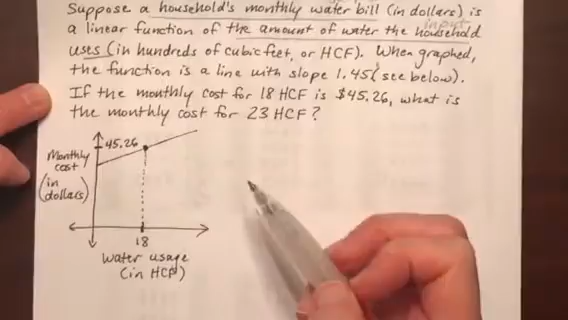 Suppose a household's monthly water bill (in dollars) is
a linear function of the amount of water the household
input
uses (in hundreds of cubic feet, or HCF). When graphed,
the function is a line with slope 1.45 (see below).
If the monthly cost for 18 HCF is $45.26, what is
the monthly cost for 23 HCF?
45.26
Monthly
cost
(in
dollars)
18
Water usage
(in HCF)